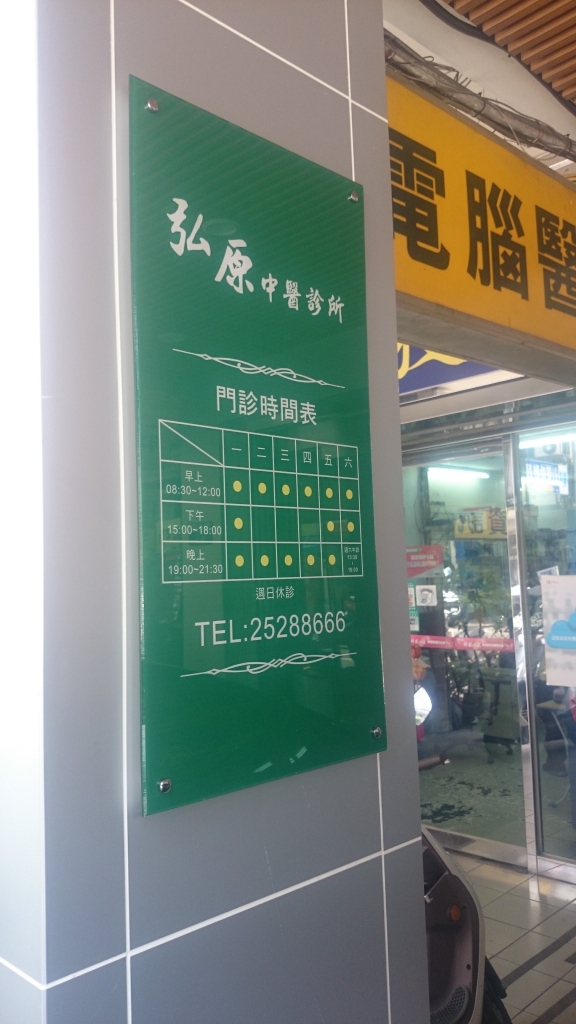 弘原中醫診所
門診時間表
一 二 三 四 五 六
早上
08:30~12:00
下午
15:00~18:00
晚上
19:00~21:30
週日休診
TEL:25288666
電腦醫